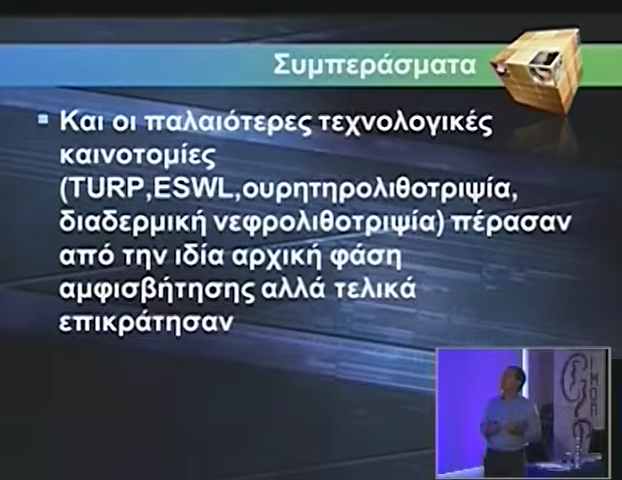 Συμπεράσματα
Και οι παλαιότερες τεχνολογικές
καινοτομίες
(TURP,ESWL,ουρητηρολιθοτριψία,
διαδερμική νεφρολιθοτριψία) πέρασαν
από την ιδία αρχική φάση
αμφισβήτησης αλλά τελικά
επικράτησαν